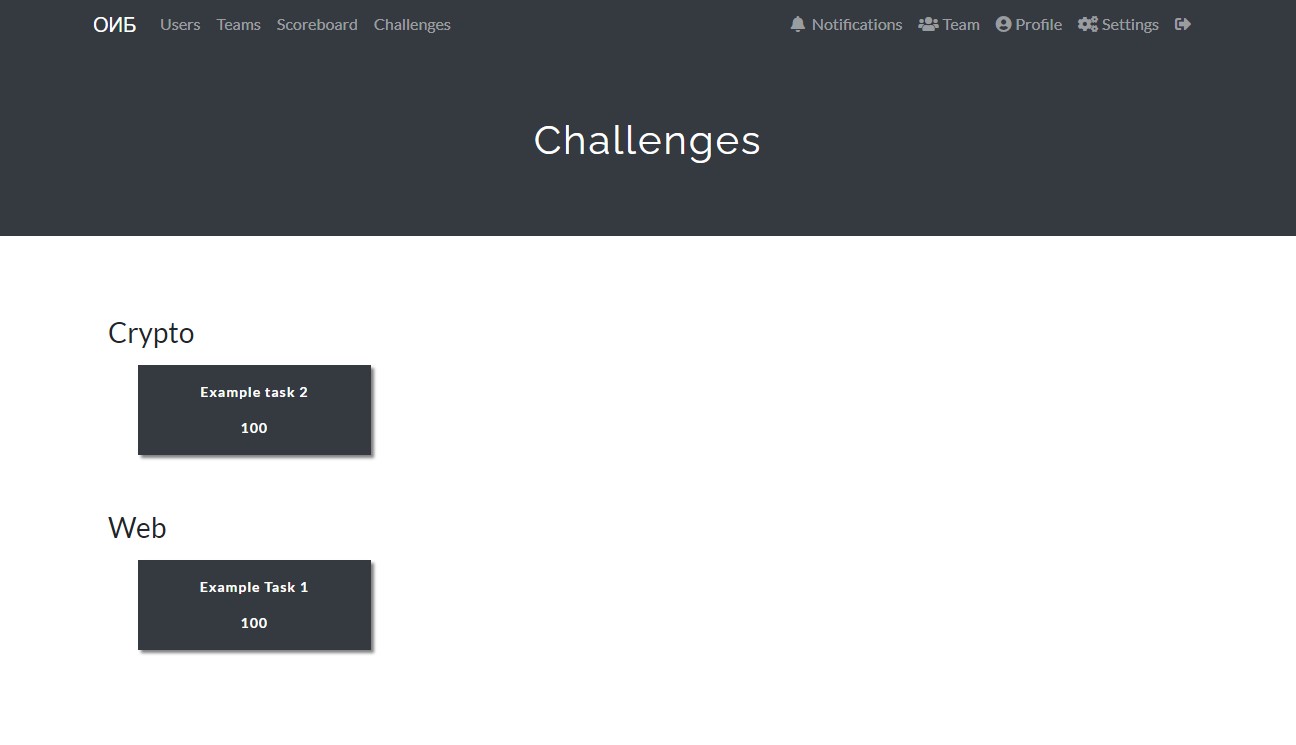 ОИБ Users Teams Scoreboard Challenges Notifications Team Profile Settings
Challenges
Crypto
Example task 2
100
Web
Example Task 1
100